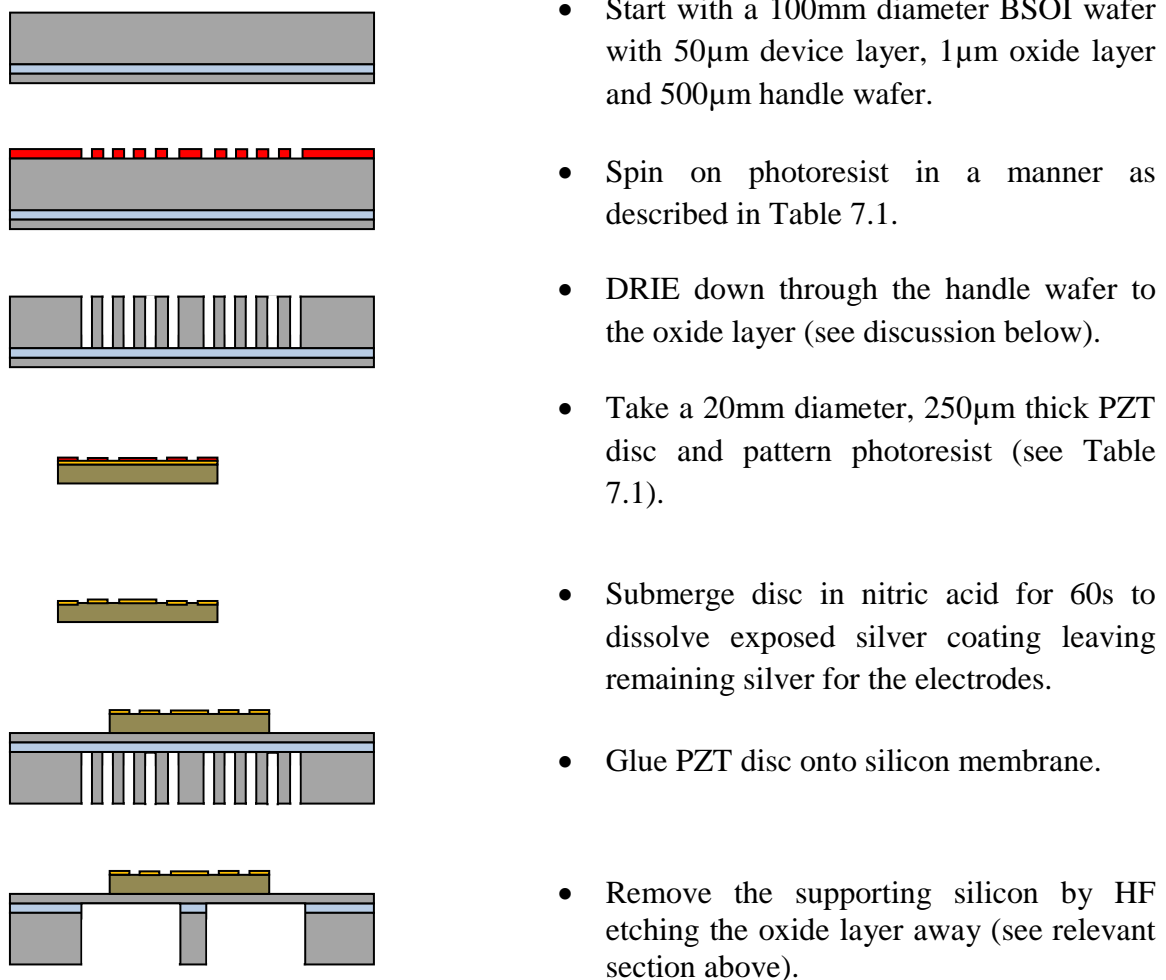 • Start with a 100mm diameter BSOI wafer
with 50µm device layer, 1µm oxide layer
and 500µm handle wafer.
• Spin on photoresist in a manner as
described in Table 7.1.
• DRIE down through the handle wafer to
the oxide layer (see discussion below).
• Take a 20mm diameter, 250µm thick PZT
disc and pattern photoresist (see Table
7.1).
• Submerge disc in nitric acid for 60s to
dissolve exposed silver coating leaving
remaining silver for the electrodes.
• Glue PZT disc onto silicon membrane.
• Remove the supporting silicon by HF
etching the oxide layer away (see relevant
section above).